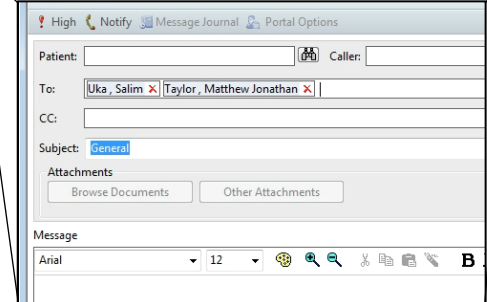 High Notify Message Journal Portal Options
Patient: Caller:
To: Uka , Salim Taylor , Matthew Jonathan
CC:
Subject: General
Attachments
Browse Documents Other Attachments
Message
Arial 12 B